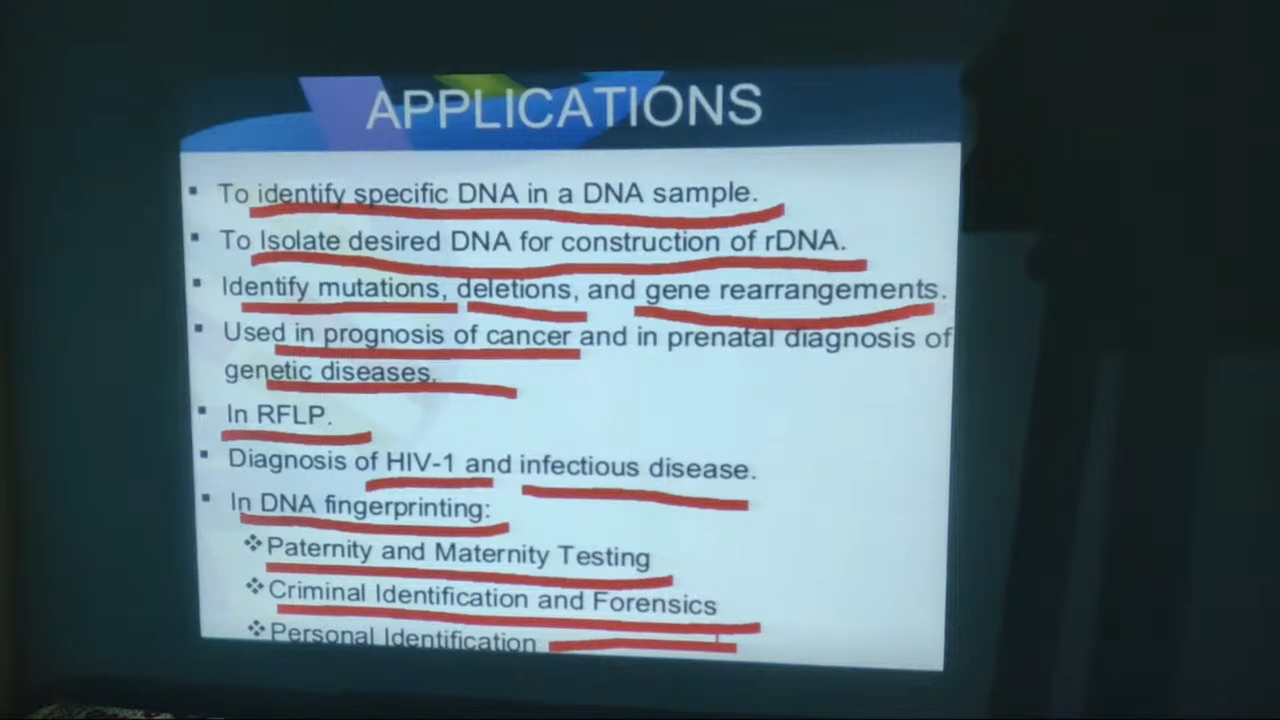 APPLICATIONS
▪ To identify specific DNA in a DNA sample.
▪ To Isolate desired DNA for construction of rDNA.
▪ Identify mutations, deletions, and gene rearrangements.
▪ Used in prognosis of cancer and in prenatal diagnosis of
genetic diseases.
▪ In RFLP.
▪ Diagnosis of HIV-1 and infectious disease.
▪ In DNA fingerprinting:
❖ Paternity and Maternity Testing
❖ Criminal Identification and Forensics
❖ Personal Identification